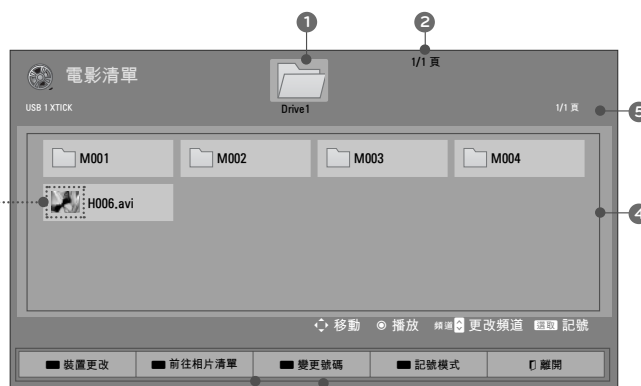 1 2
電影清單
1/1 頁
USB 1 XTICK
Drive1
1/1 頁
5
M001 M002 M003 M004
H006.avi
4
移動 播放 頻道 更改頻道 選取 記號
裝置更改 前往相片清單 變更號碼 記號模式 離開